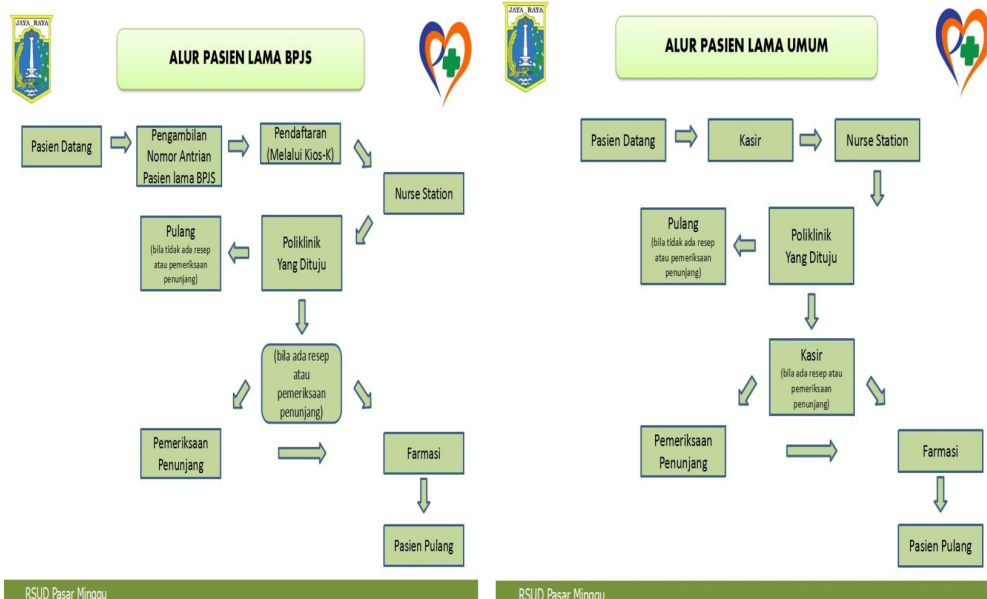 JAYA RAYA
ALUR PASIEN LAMA BPJS
Pasien Datang
Pengambilan
Nomor Antrian
Pasien lama BPJS
Pendaftaran
(Melalui Kios-K)
Nurse Station
Pulang
(bila tidak ada resep
atau pemeriksaan
penunjang)
Poliklinik
Yang Dituju
(bila ada resep
atau
pemeriksaan
penunjang)
Pemeriksaan
Penunjang
Farmasi
Pasien Pulang
RSUD Pasar Minggu
JAYA RAYA
ALUR PASIEN LAMA UMUM
Pasien Datang
Kasir
Nurse Station
Pulang
(bila tidak ada resep
atau pemeriksaan
penunjang)
Poliklinik
Yang Dituju
Kasir
(bila ada resep atau
pemeriksaan
penunjang)
Pemeriksaan
Penunjang
Farmasi
Pasien Pulang
RSUD Pasar Minggu